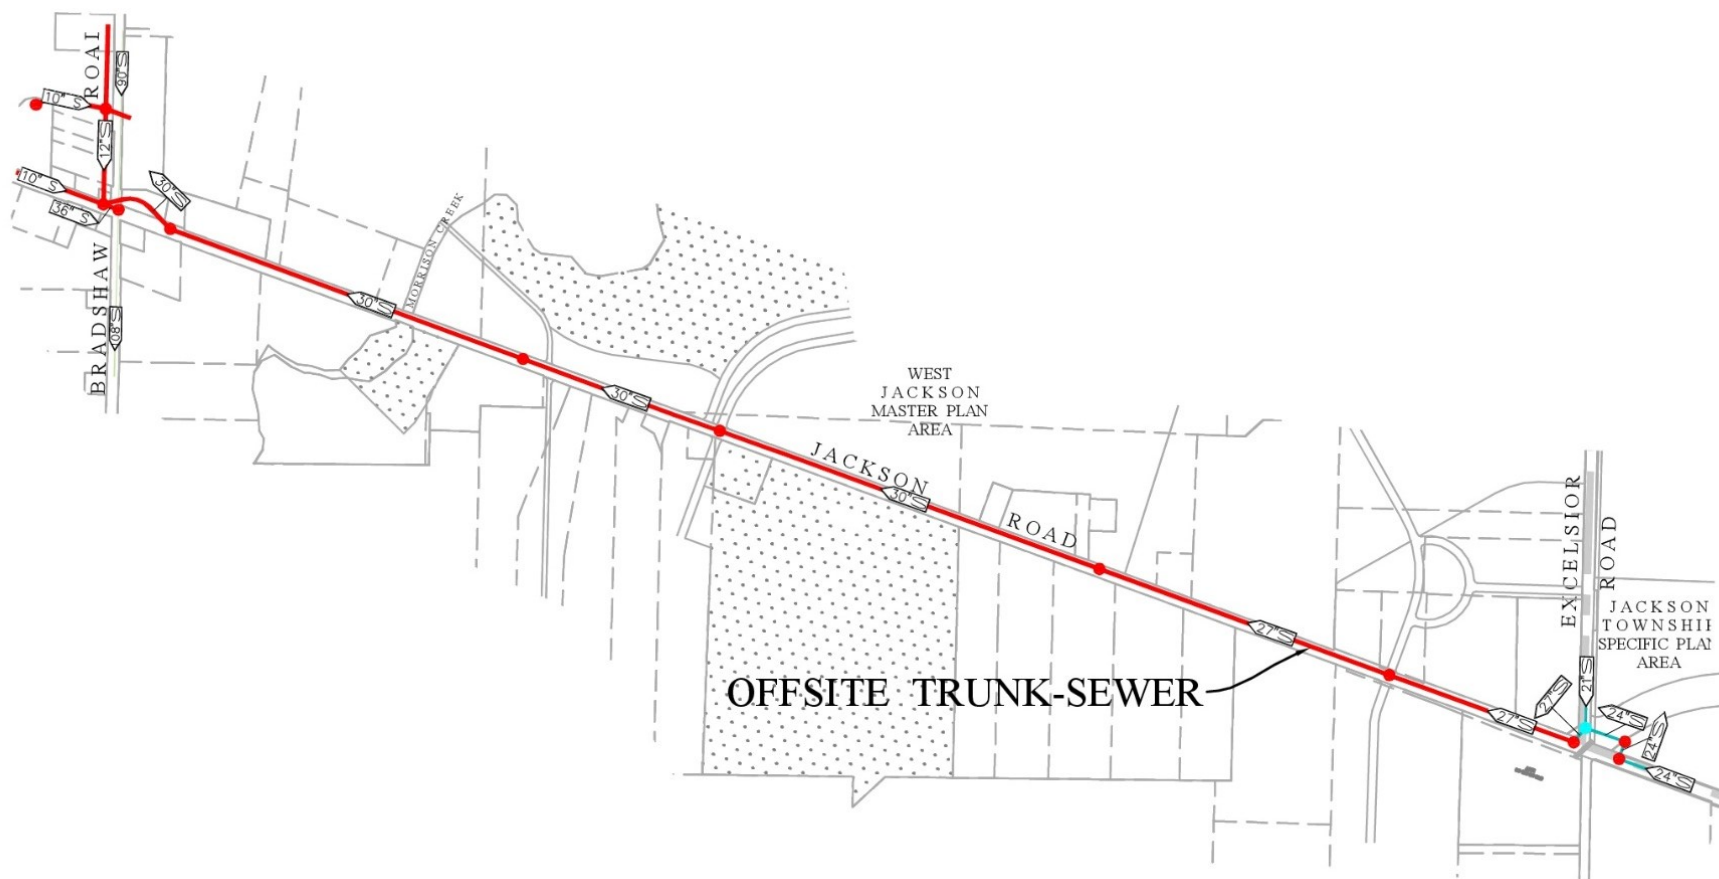 ROAD
90"S
10" S
12"S
10" S
30"S
36" S
BRADSHAW
08"S
MORRISON CREEK
30"S
30"S
WEST
JACKSON
MASTER PLAN
AREA
JACKSON
30"S
ROAD
EXCELSIOR
ROAD
JACKSON
TOWNSHIP
SPECIFIC PLAN
AREA
27"S
OFFSITE TRUNK-SEWER
21"S
27"S
24"S
27"S
24"S
24"S